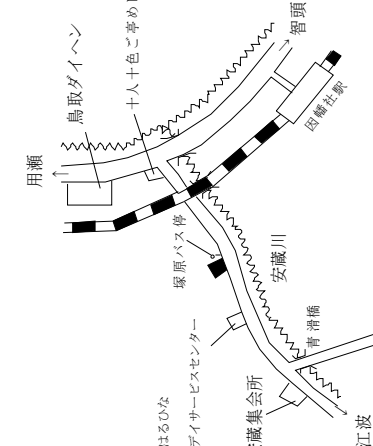 智頭
十人十色ご亭め
鳥取ダイヘン
用瀬
因幡社駅
塚原バス停
安蔵川
青滑橋
デイサービスセンター
はるひな
蔵集会所
江波